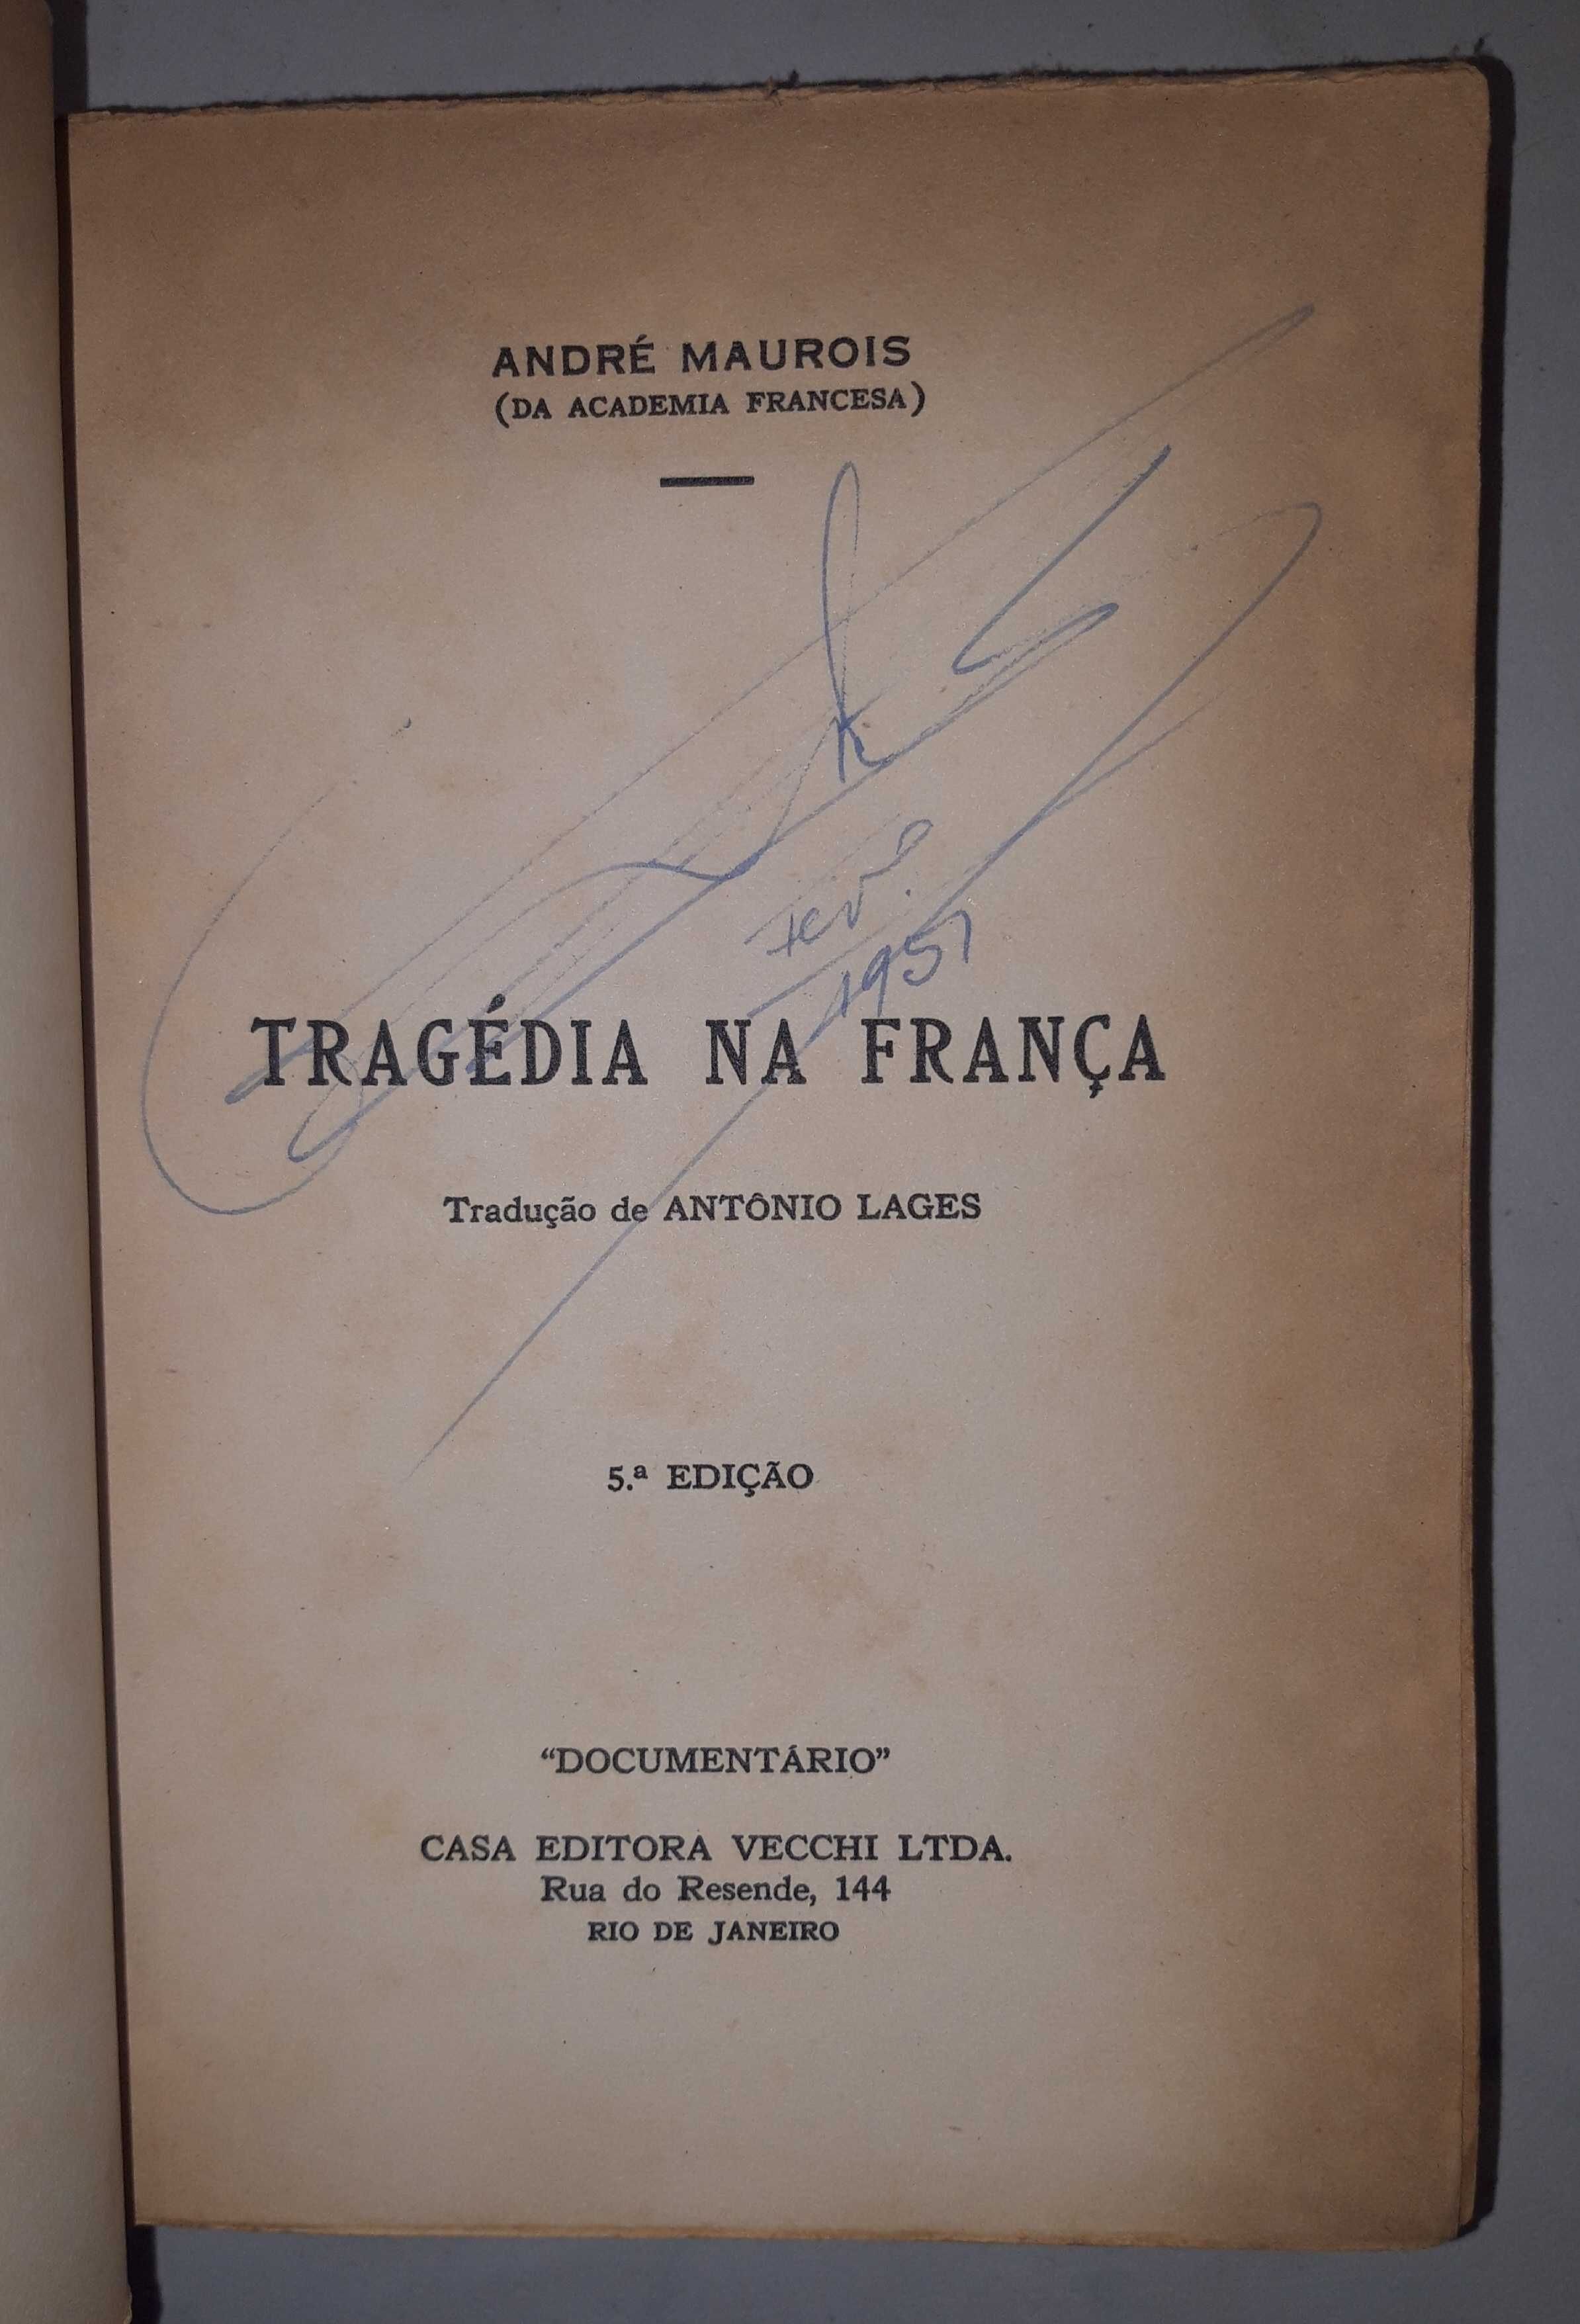 ANDRÉ MAUROIS
(DA ACADEMIA FRANCESA)
1951
TRAGÉDIA NA FRANÇA
Tradução de ANTÔNIO LAGES
5.ª EDIÇÃO
“DOCUMENTÁRIO”
CASA EDITORA VECCHI LTDA.
Rua do Resende, 144
RIO DE JANEIRO